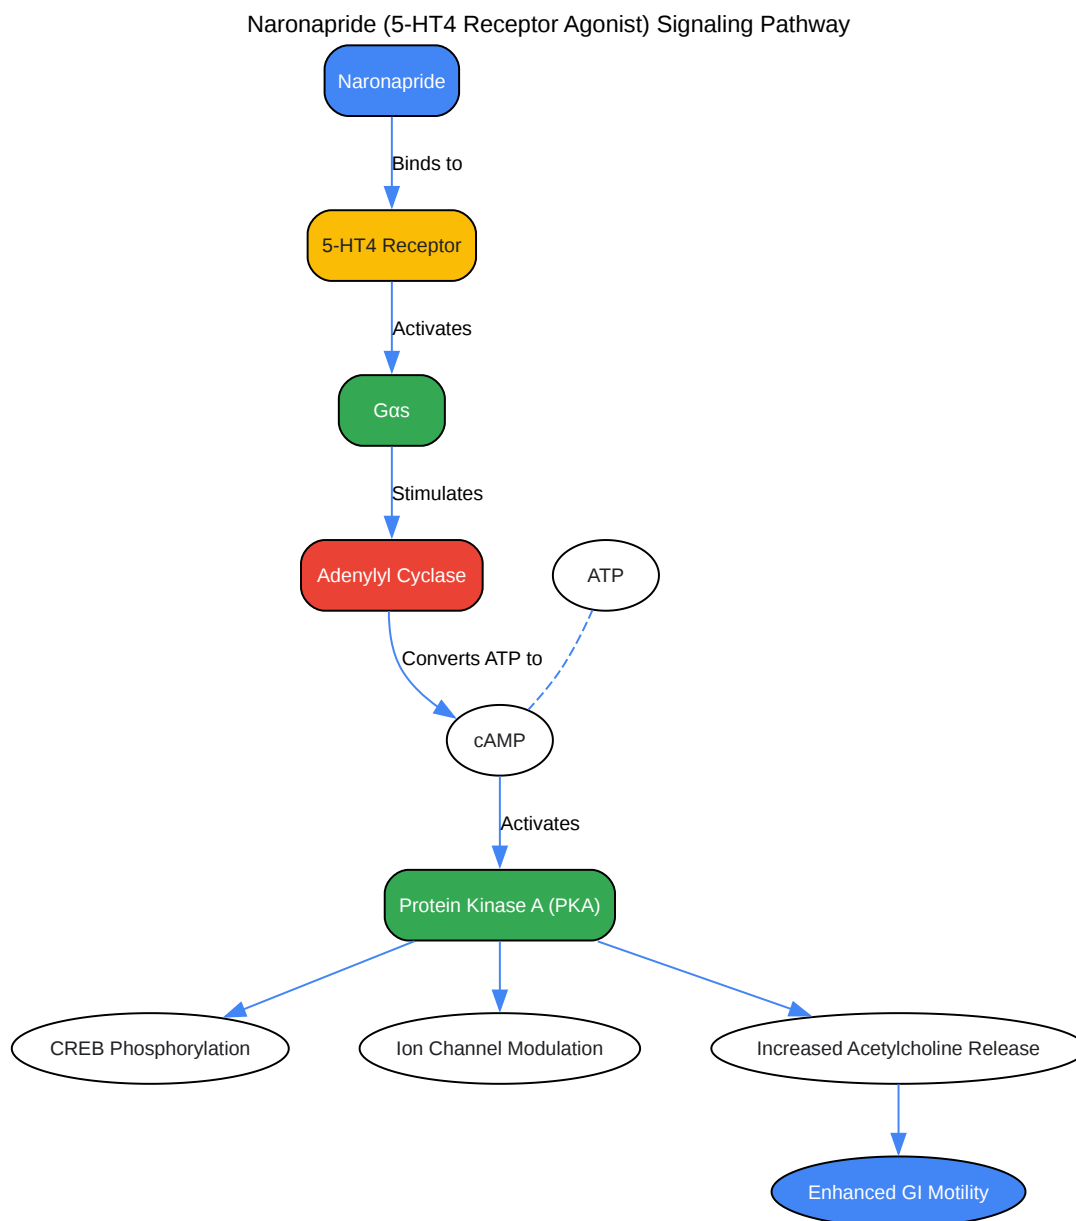 Naronapride (5-HT4 Receptor Agonist) Signaling Pathway
Naronapride
Binds to
5-HT4 Receptor
Activates
Gαs
Stimulates
Adenylyl Cyclase
ATP
Converts ATP to
cAMP
Activates
Protein Kinase A (PKA)
CREB Phosphorylation
Ion Channel Modulation
Increased Acetylcholine Release
Enhanced GI Motility